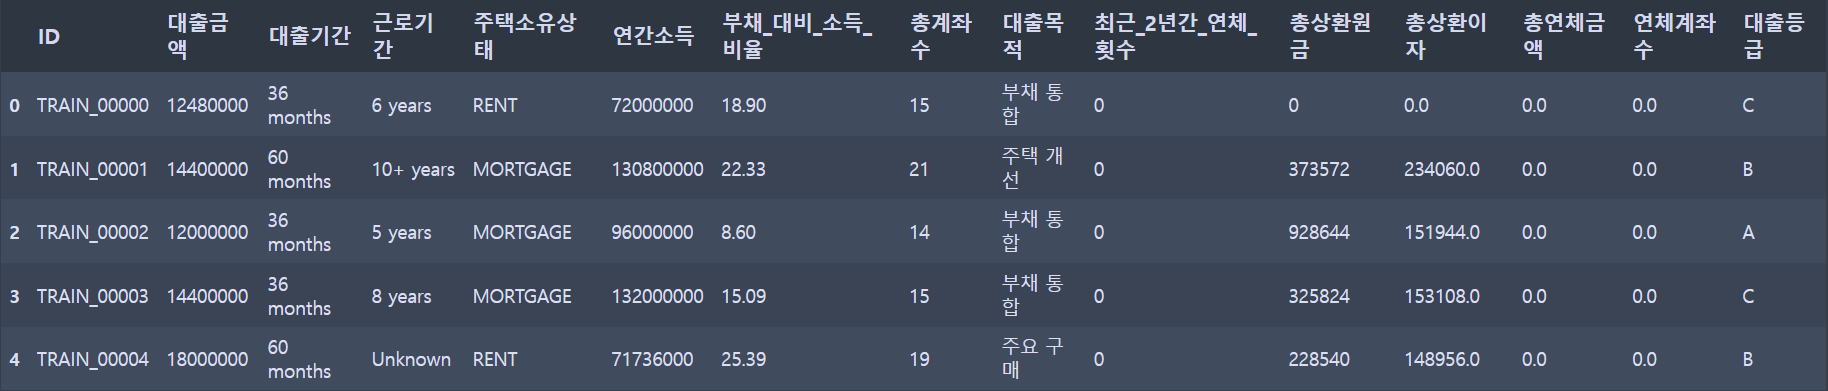 ID 대출금액 대출기간 근로기간 주택소유상태 연간소득 부채_대비_소득_비율 총계좌수 대출목적 최근_2년간_연체_횟수 총상환원금 총상환이자 총연체금액 연체계좌수 대출등급
0 TRAIN_00000 12480000 36 months 6 years RENT 72000000 18.90 15 부채 통합 0 0 0.0 0.0 0.0 C
1 TRAIN_00001 14400000 60 months 10+ years MORTGAGE 130800000 22.33 21 주택 개선 0 373572 234060.0 0.0 0.0 B
2 TRAIN_00002 12000000 36 months 5 years MORTGAGE 96000000 8.60 14 부채 통합 0 928644 151944.0 0.0 0.0 A
3 TRAIN_00003 14400000 36 months 8 years MORTGAGE 132000000 15.09 15 부채 통합 0 325824 153108.0 0.0 0.0 C
4 TRAIN_00004 18000000 60 months Unknown RENT 71736000 25.39 19 주요 구매 0 228540 148956.0 0.0 0.0 B